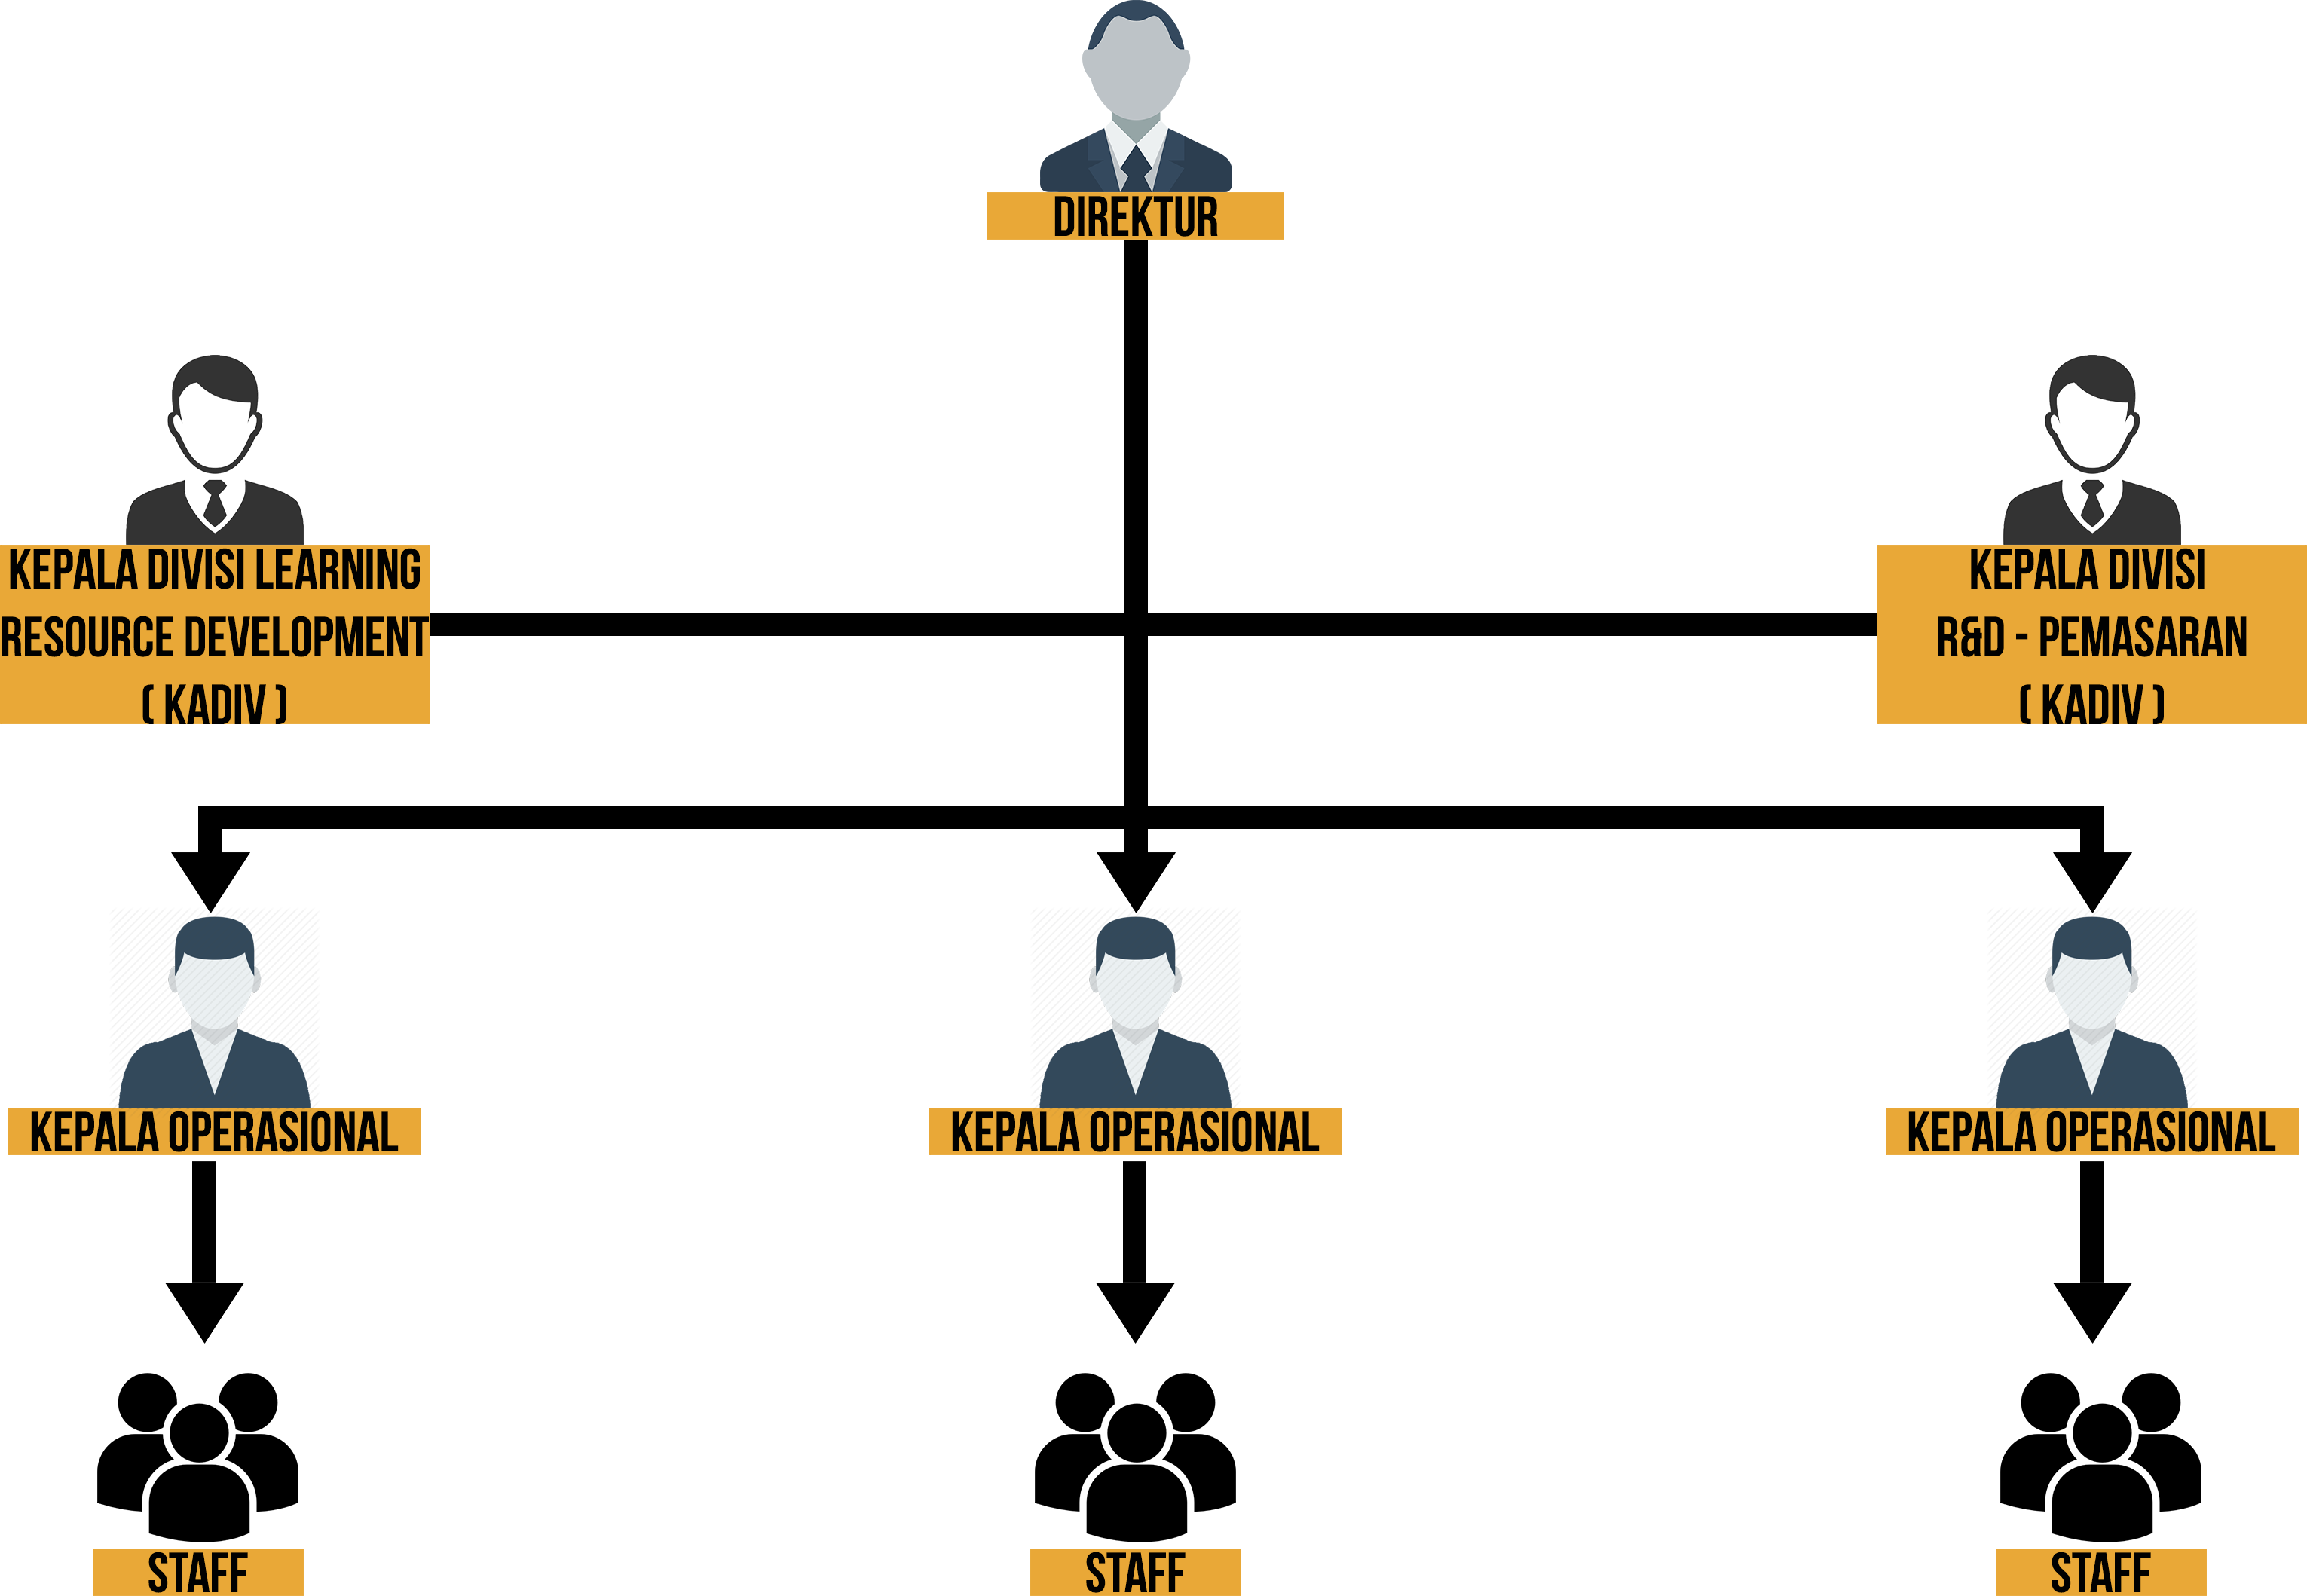 DIREKTUR
KEPALA DIVISI LEARNIING
RESOURCE DEVELOPMENT
( KADIV )
KEPALA DIVISI
R&D - PEMASARAN
( KADIV )
KEPALA OPERASIONAL
KEPALA OPERASIONAL
KEPALA OPERASIONAL
STAFF
STAFF
STAFF